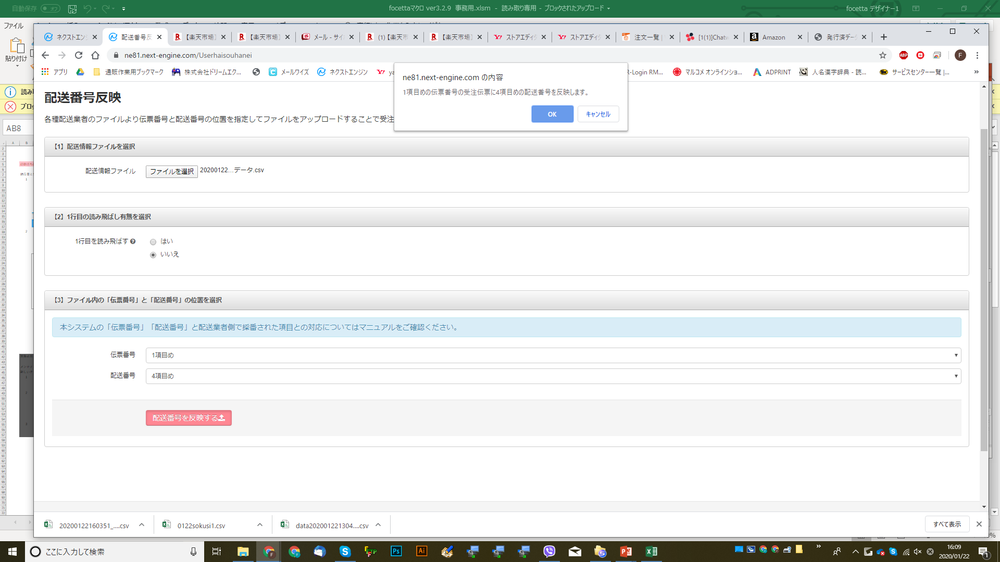 自動保存 オフ
focettaマクロ ver3.2.9 事務用.xlsm - 読み取り専用 - ブロックされたアップロード
focetta デザイナー1
ファイル
貼り付け
AB8
ネクストエン
配送番号反
【楽天市場】
【楽天市場】
メール - サイ
(1) 【楽天市
【楽天市場】
ストアエディタ
ストアエディタ
注文一覧 |
[1(1)]Chatw
Amazon
発行済デー
ne81.next-engine.com/Userhaisouhanei
ABP
F
アプリ
通販作業用ブックマーク
株式会社ドリームエク...
メールワイズ
ネクストエンジン
R-Login RM...
マルコメ オンラインショ...
ADPRINT
人名漢字辞典 - 読...
サービスセンター一覧 |...
»
ne81.next-engine.com の内容
1項目めの伝票番号の受注伝票に4項目めの配送番号を反映します。
OK
キャンセル
配送番号反映
各種配送業者のファイルより伝票番号と配送番号の位置を指定してファイルをアップロードすることで受注
【1】配送情報ファイルを選択
配送情報ファイル
ファイルを選択 20200122...データ.csv
【2】1行目の読み飛ばし有無を選択
1行目を読み飛ばす
はい
いいえ
【3】ファイル内の「伝票番号」と「配送番号」の位置を選択
本システムの「伝票番号」「配送番号」と配送業者側で採番された項目との対応についてはマニュアルをご確認ください。
伝票番号
1項目め
配送番号
4項目め
配送番号を反映する
20200122160351_....csv
0122sokusi1.csv
data202001221304....csv
すべて表示
ここに入力して検索
16:09
2020/01/22